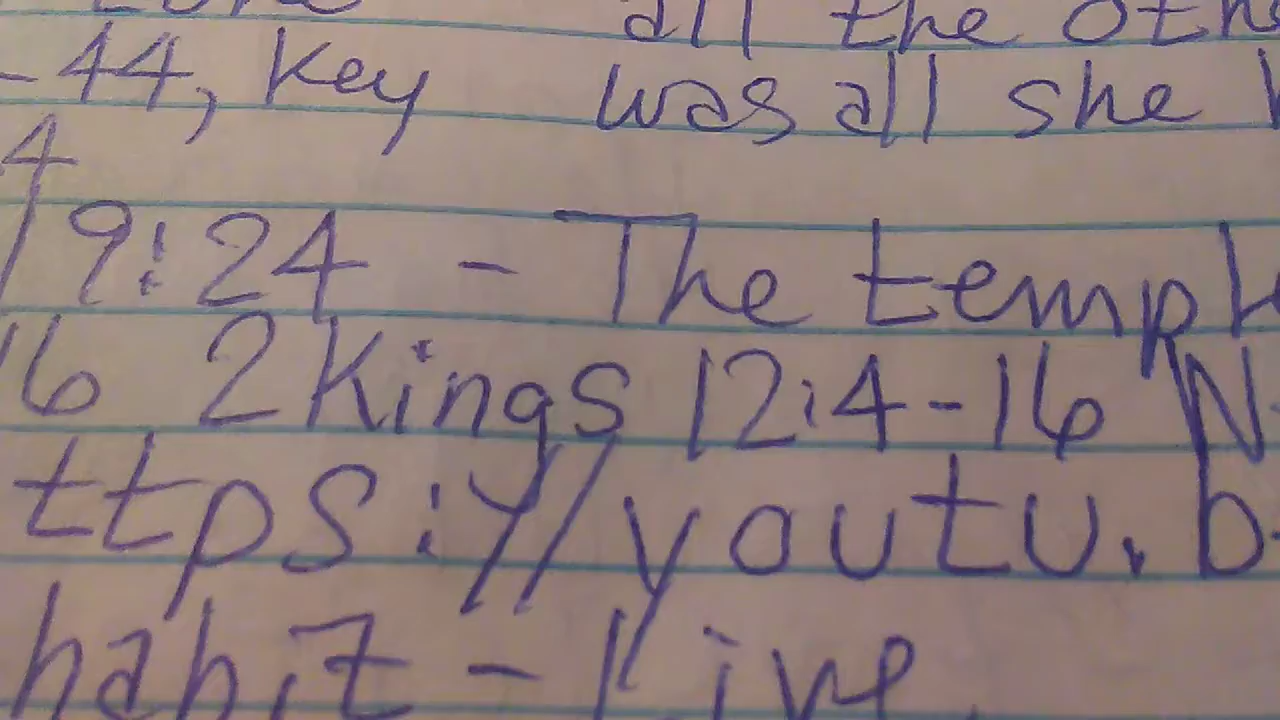 all the oth
-44, Key was all she h
4
19:24 - The templ
16 2 Kings 12:4-16 N
ttps://youtu.b
habit - live